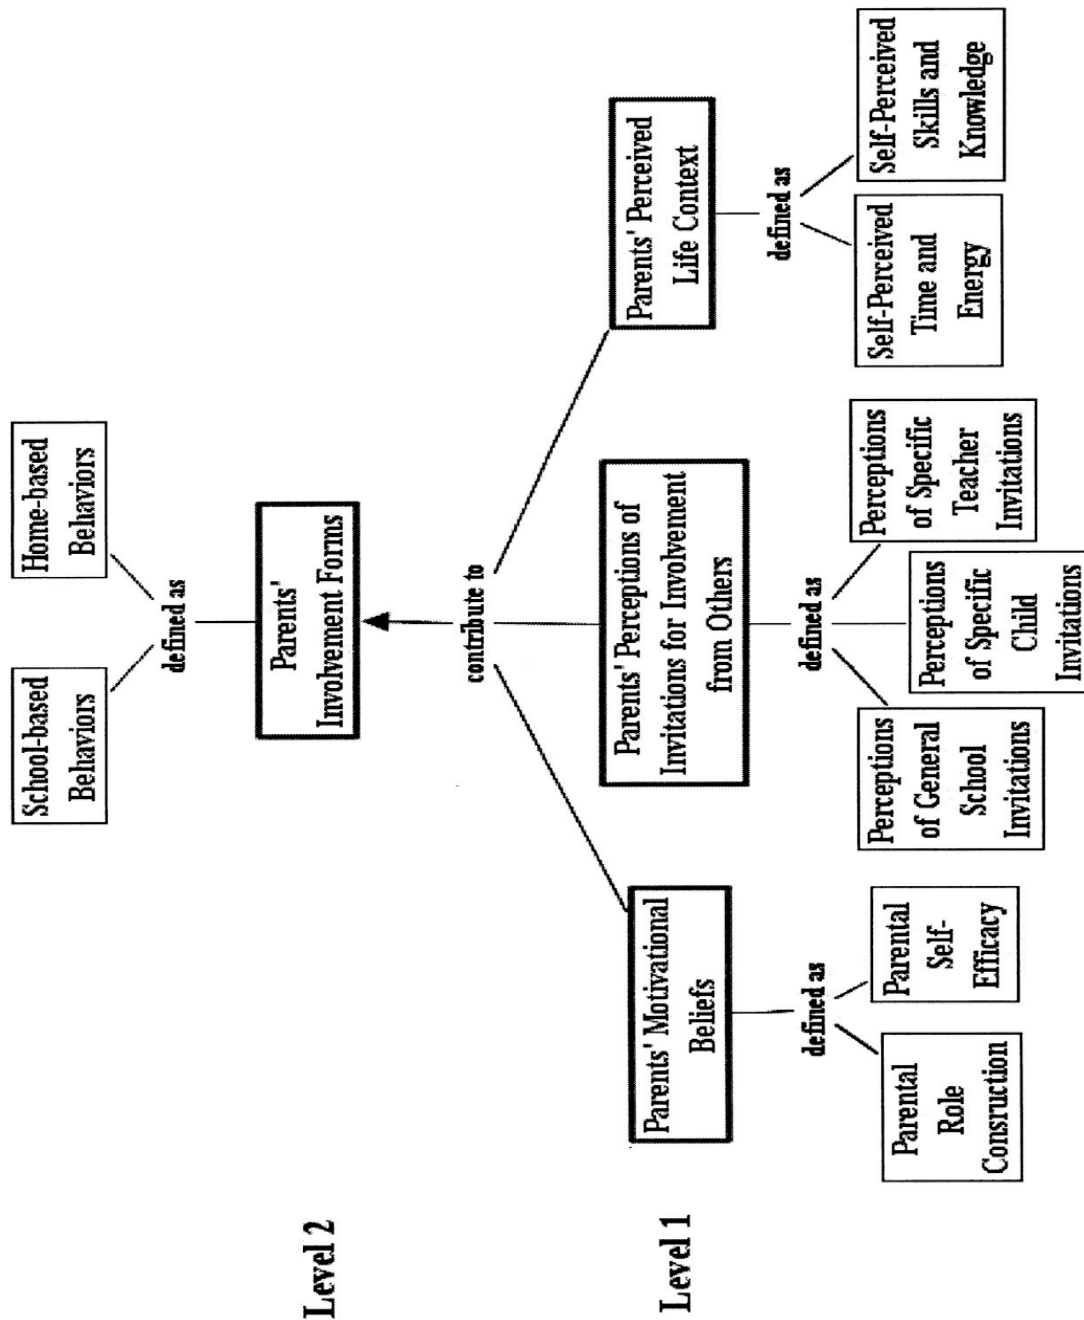 School-based
Behaviors
Home-based
Behaviors
defined as
Level 2
Parents'
Involvement Forms
contribute to
Level 1
Parents' Motivational
Beliefs
Parents' Perceptions of
Invitations for Involvement
from Others
Parents' Perceived
Life Context
defined as
defined as
defined as
Parental
Role
Consruction
Parental
Self-
Efficacy
Perceptions
of General
School
Invitations
Perceptions
of Specific
Child
Invitations
Perceptions
of Specific
Teacher
Invitations
Self-Perceived
Time and
Energy
Self-Perceived
Skills and
Knowledge